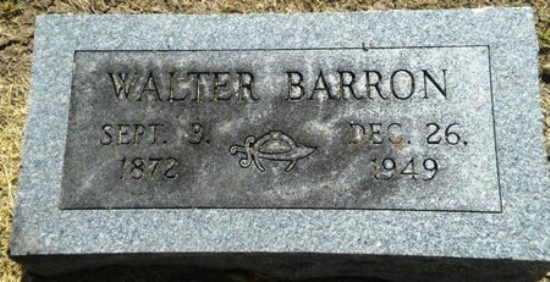 WALTER BARRON
SEPT. 3. DEC. 26,
1872 1949